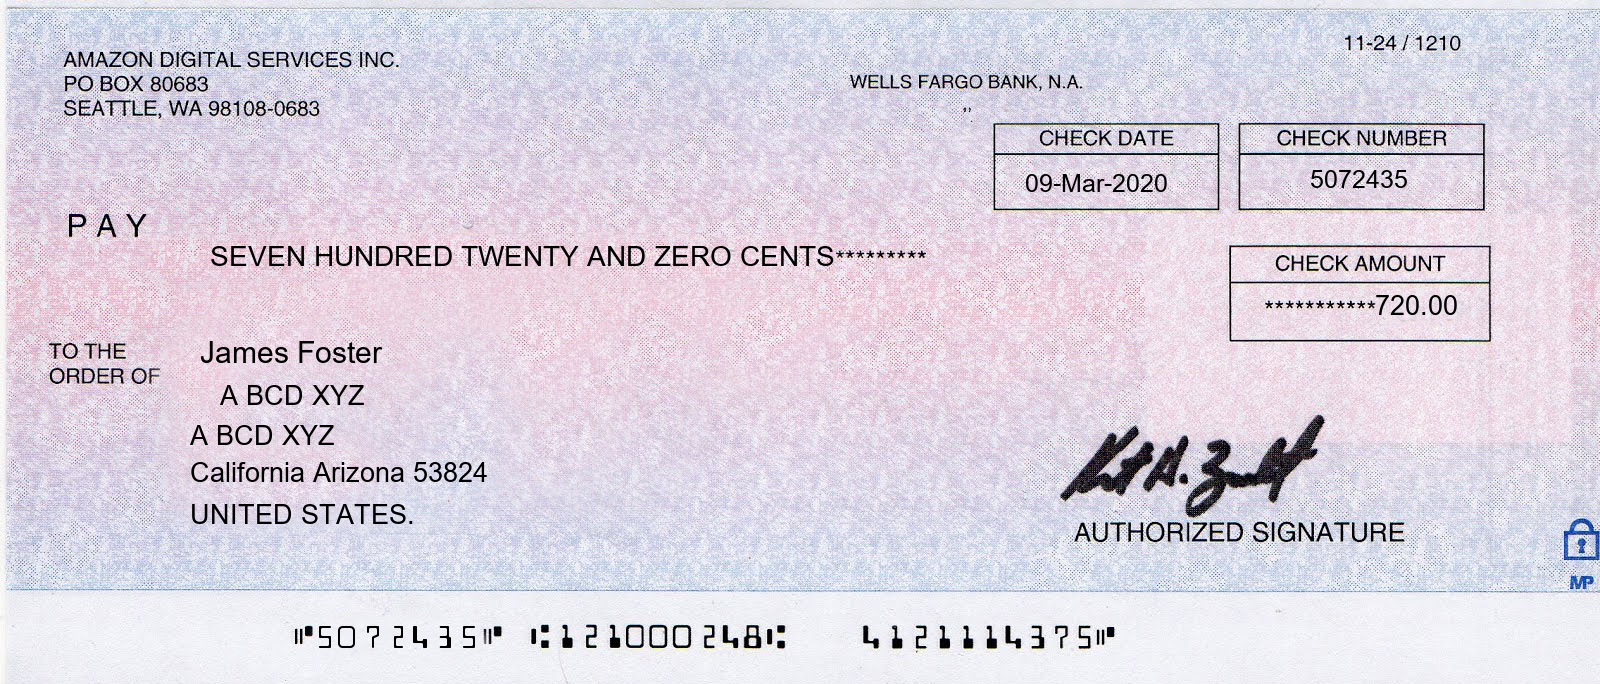 11-24 / 1210
AMAZON DIGITAL SERVICES INC.
PO BOX 80683
SEATTLE, WA 98108-0683
WELLS FARGO BANK, N.A.
,,
CHECK DATE
09-Mar-2020
CHECK NUMBER
5072435
PAY
SEVEN HUNDRED TWENTY AND ZERO CENTS*********
CHECK AMOUNT
***********720.00
TO THE
ORDER OF
James Foster
A BCD XYZ
A BCD XYZ
California Arizona 53824
UNITED STATES.
AUTHORIZED SIGNATURE
MP
⑈5072435⑈ ⑆121000248⑆ 4121114375⑈